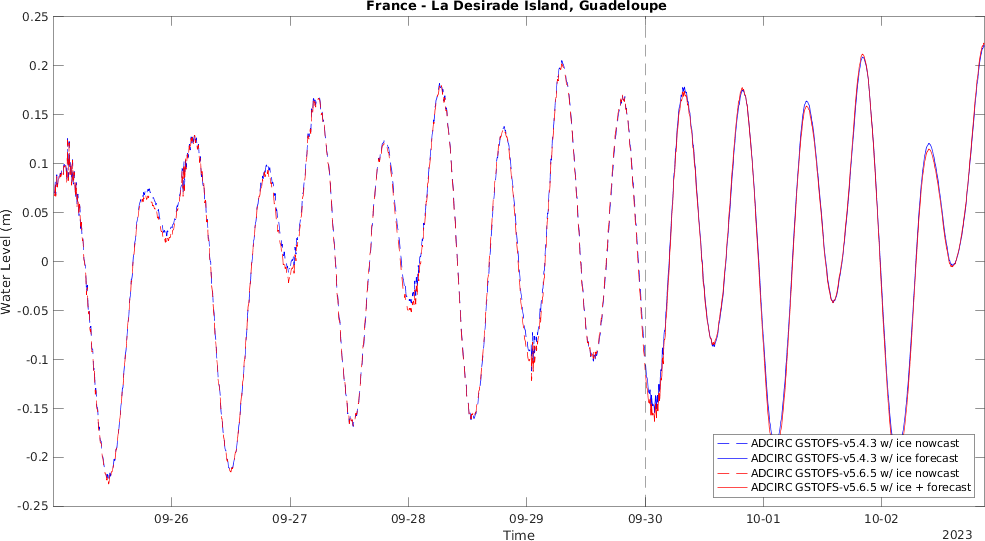 France - La Desirade Island, Guadeloupe
0.25
0.2
0.15
0.1
0.05
0
-0.05
-0.1
-0.15
-0.2
-0.25
Water Level (m)
ADCIRC GSTOFS-v5.4.3 w/ ice nowcast
ADCIRC GSTOFS-v5.4.3 w/ ice forecast
ADCIRC GSTOFS-v5.6.5 w/ ice nowcast
ADCIRC GSTOFS-v5.6.5 w/ ice + forecast
09-26
09-27
09-28
09-29
09-30
10-01
10-02
Time
2023